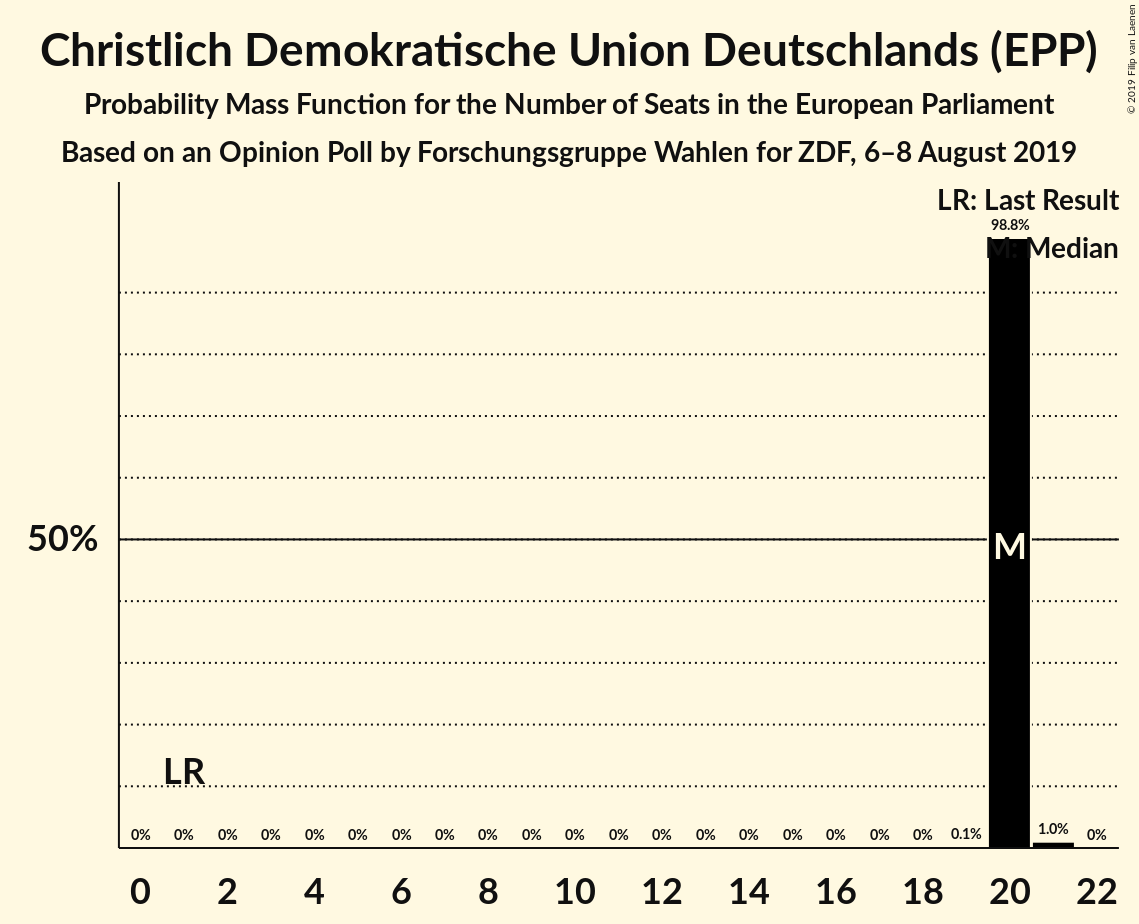 Christlich Demokratische Union Deutschlands (EPP)
Probability Mass Function for the Number of Seats in the European Parliament
Based on an Opinion Poll by Forschungsgruppe Wahlen for ZDF, 6–8 August 2019
© 2019 Filip van Laenen
LR: Last Result
98.8%
M: Median
50%
M
LR
0% 0% 0% 0% 0% 0% 0% 0% 0% 0% 0% 0% 0% 0% 0% 0% 0% 0% 0% 0.1% 1.0% 0%
0 2 4 6 8 10 12 14 16 18 20 22